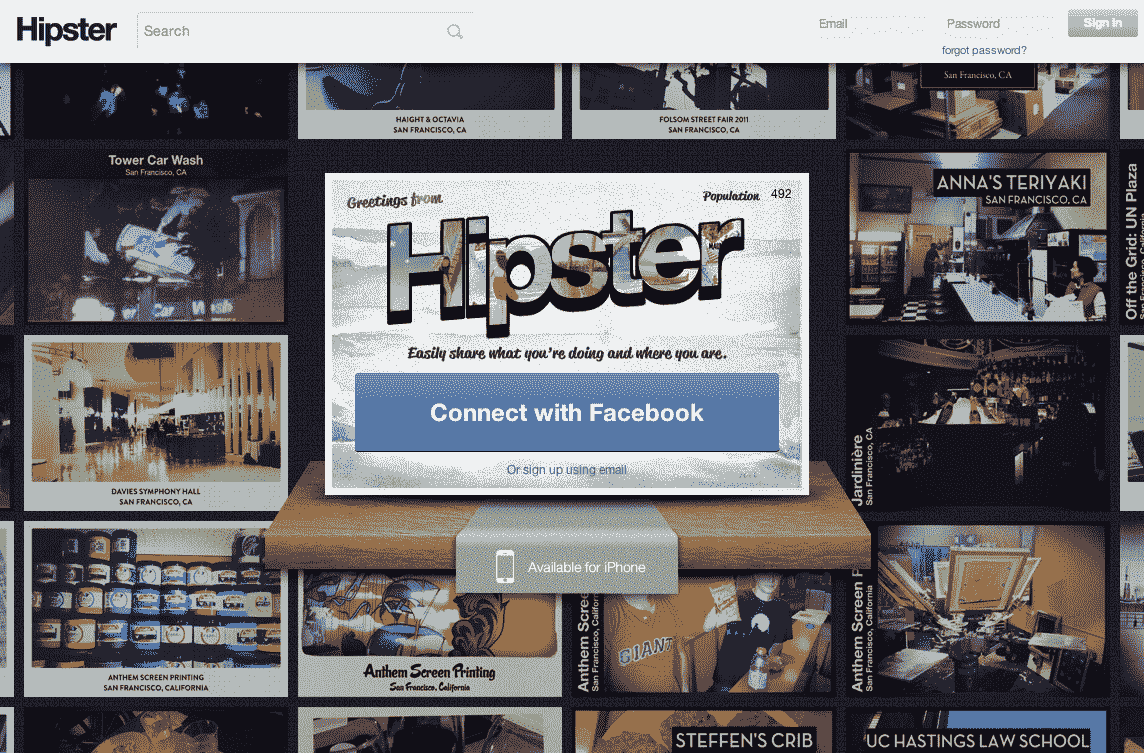 Hipster
Search
Email
Password
Sign In
forgot password?
San Francisco, CA
HAIGHT & OCTAVIA
SAN FRANCISCO, CA
FOLSOM STREET FAIR 2011
SAN FRANCISCO, CA
Tower Car Wash
San Francisco, CA
Greetings from
Population 492
Hipster
Easily share what you're doing and where you are.
Connect with Facebook
Or sign up using email
Available for iPhone
ANNA'S TERIYAKI
SAN FRANCISCO, CA
Off the Grid: UN Plaza
DAVIES SYMPHONY HALL
SAN FRANCISCO, CA
Jardinière
San Francisco, CA
ANTHEM SCREEN PRINTING
SAN FRANCISCO, CALIFORNIA
Anthem Screen Printing
San Francisco, California
Anthem Scree
San Francisco, Califor
GIANT
Anthem Screen P
San Francisco, California
STEFFEN'S CRIB
UC HASTINGS LAW SCHOOL